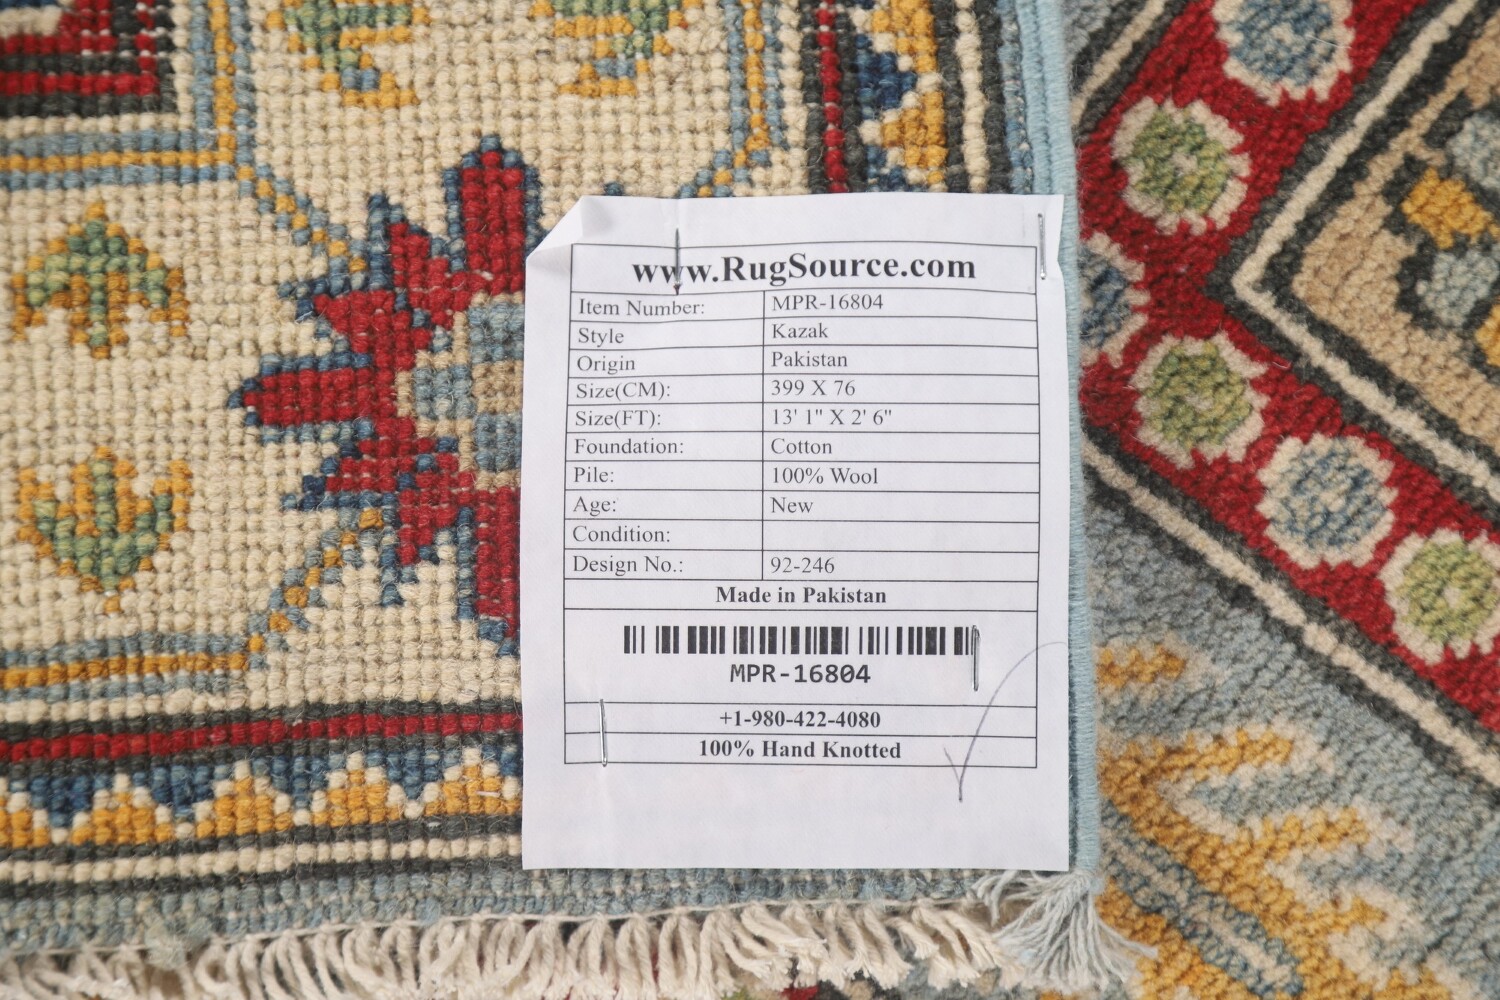 www.RugSource.com
Item Number: MPR-16804
Style Kazak
Origin Pakistan
Size(CM): 399 X 76
Size(FT): 13' 1" X 2' 6"
Foundation: Cotton
Pile: 100% Wool
Age: New
Condition:
Design No.: 92-246
Made in Pakistan
MPR-16804
+1-980-422-4080
100% Hand Knotted